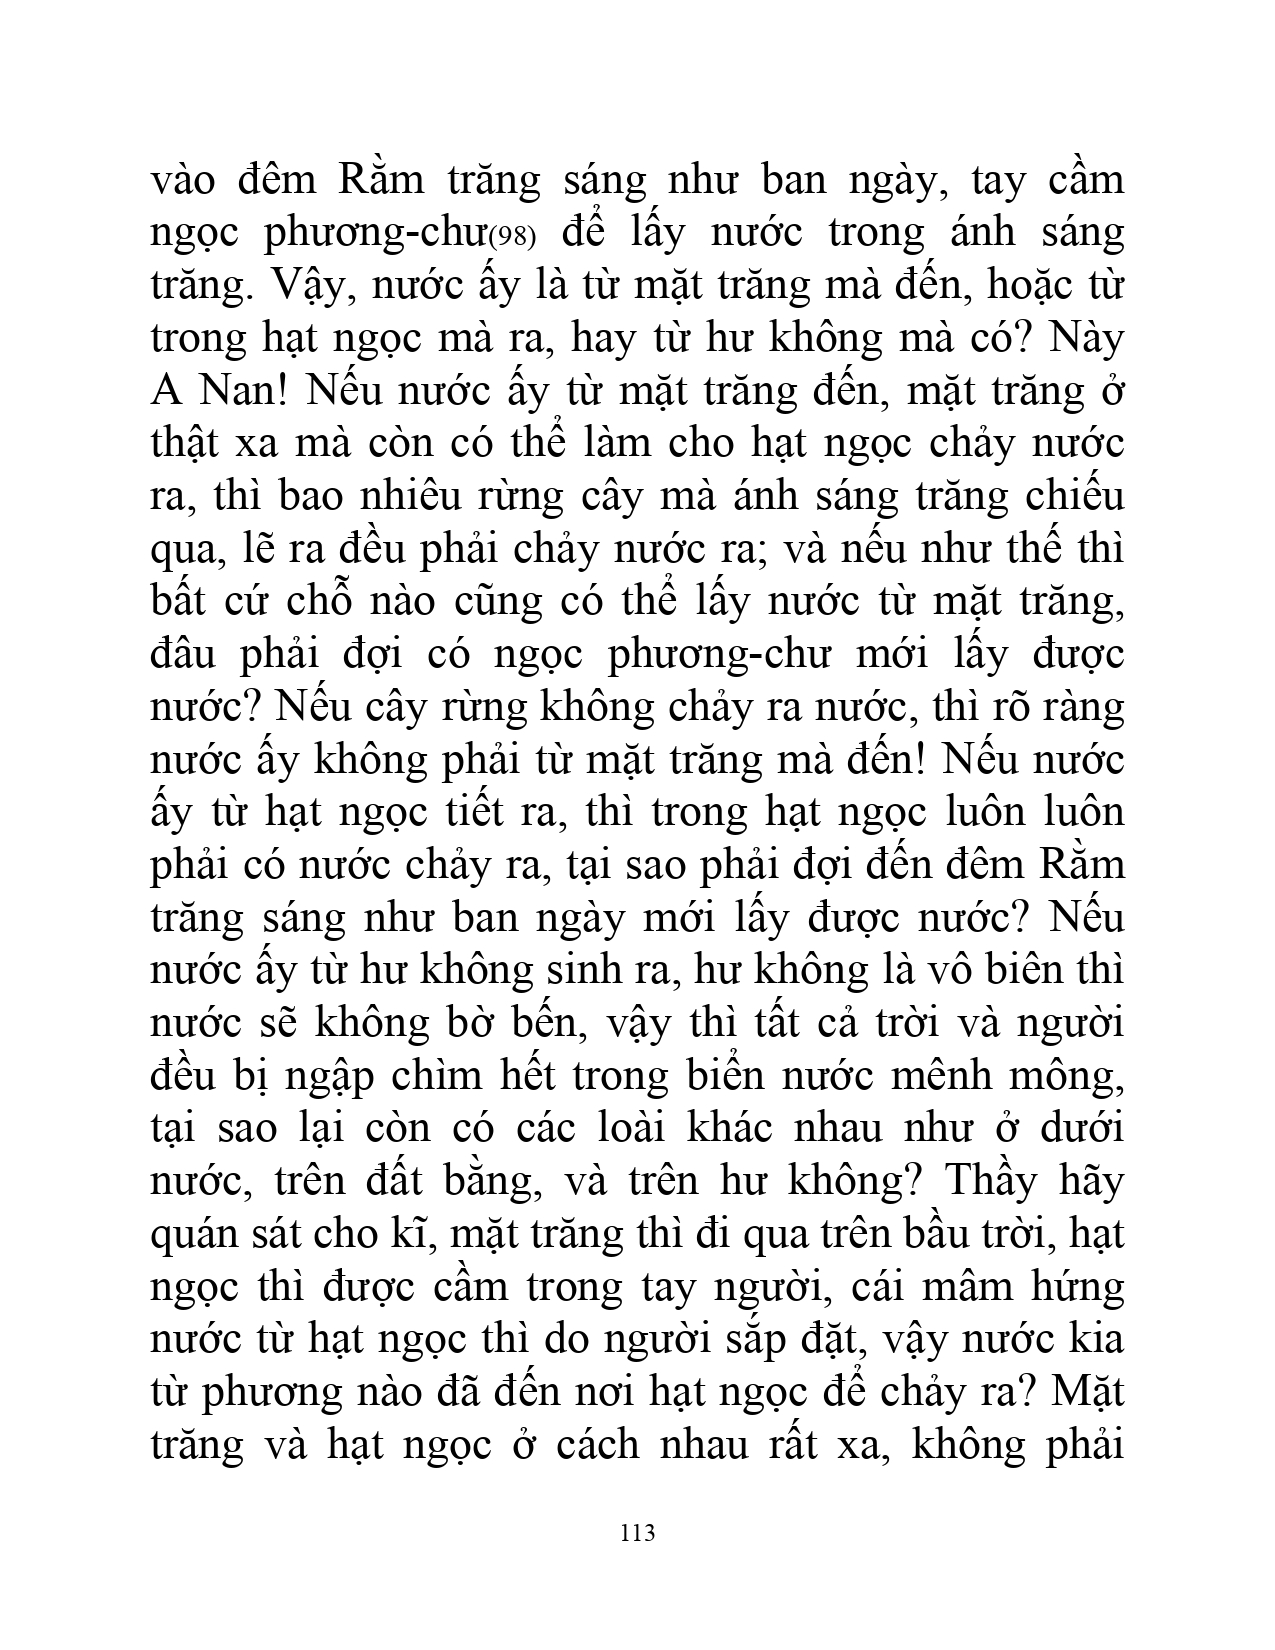 vào đêm Rằm trăng sáng như ban ngày, tay cầm
ngọc phương-chư(98) để lấy nước trong ánh sáng
trăng. Vậy, nước ấy là từ mặt trăng mà đến, hoặc từ
trong hạt ngọc mà ra, hay từ hư không mà có? Này
A Nan! Nếu nước ấy từ mặt trăng đến, mặt trăng ở
thật xa mà còn có thể làm cho hạt ngọc chảy nước
ra, thì bao nhiêu rừng cây mà ánh sáng trăng chiếu
qua, lẽ ra đều phải chảy nước ra; và nếu như thế thì
bất cứ chỗ nào cũng có thể lấy nước từ mặt trăng,
đâu phải đợi có ngọc phương-chư mới lấy được
nước? Nếu cây rừng không chảy ra nước, thì rõ ràng
nước ấy không phải từ mặt trăng mà đến! Nếu nước
ấy từ hạt ngọc tiết ra, thì trong hạt ngọc luôn luôn
phải có nước chảy ra, tại sao phải đợi đến đêm Rằm
trăng sáng như ban ngày mới lấy được nước? Nếu
nước ấy từ hư không sinh ra, hư không là vô biên thì
nước sẽ không bờ bến, vậy thì tất cả trời và người
đều bị ngập chìm hết trong biển nước mênh mông,
tại sao lại còn có các loài khác nhau như ở dưới
nước, trên đất bằng, và trên hư không? Thầy hãy
quán sát cho kĩ, mặt trăng thì đi qua trên bầu trời, hạt
ngọc thì được cầm trong tay người, cái mâm hứng
nước từ hạt ngọc thì do người sắp đặt, vậy nước kia
từ phương nào đã đến nơi hạt ngọc để chảy ra? Mặt
trăng và hạt ngọc ở cách nhau rất xa, không phải
113